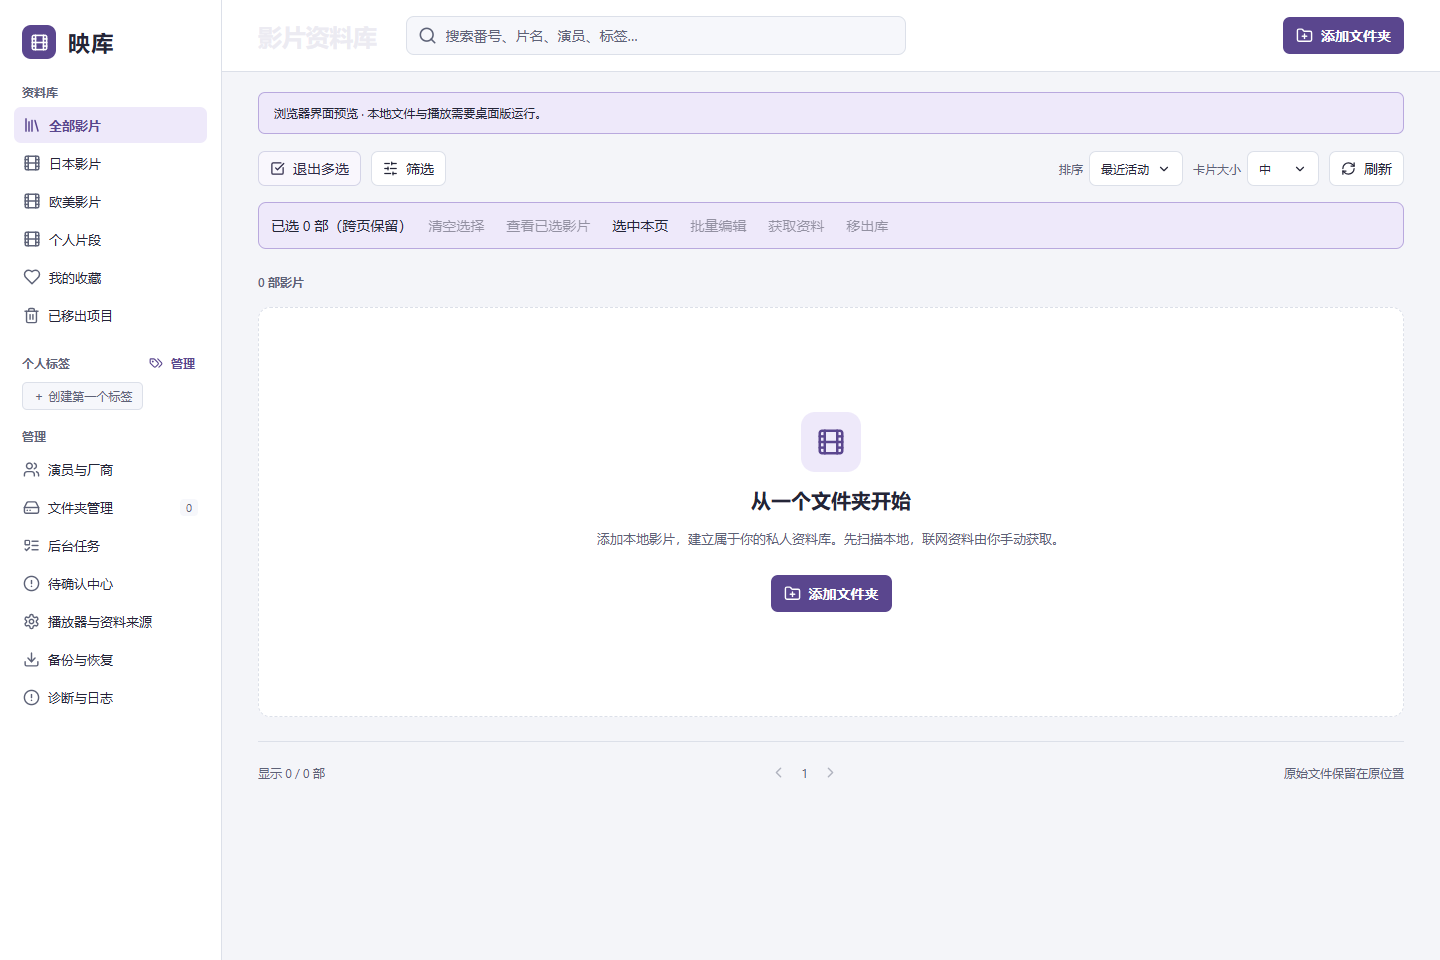 映库
资料库
全部影片
日本影片
欧美影片
个人片段
我的收藏
已移出项目
个人标签 管理
+ 创建第一个标签
管理
演员与厂商
文件夹管理 0
后台任务
待确认中心
播放器与资料来源
备份与恢复
诊断与日志
影片资料库 搜索番号、片名、演员、标签... 添加文件夹
浏览器界面预览 · 本地文件与播放需要桌面版运行。
退出多选 筛选 排序 最近活动 卡片大小 中 刷新
已选 0 部（跨页保留） 清空选择 查看已选影片 选中本页 批量编辑 获取资料 移出库
0 部影片
从一个文件夹开始
添加本地影片，建立属于你的私人资料库。先扫描本地，联网资料由你手动获取。
添加文件夹
显示 0 / 0 部 1 原始文件保留在原位置